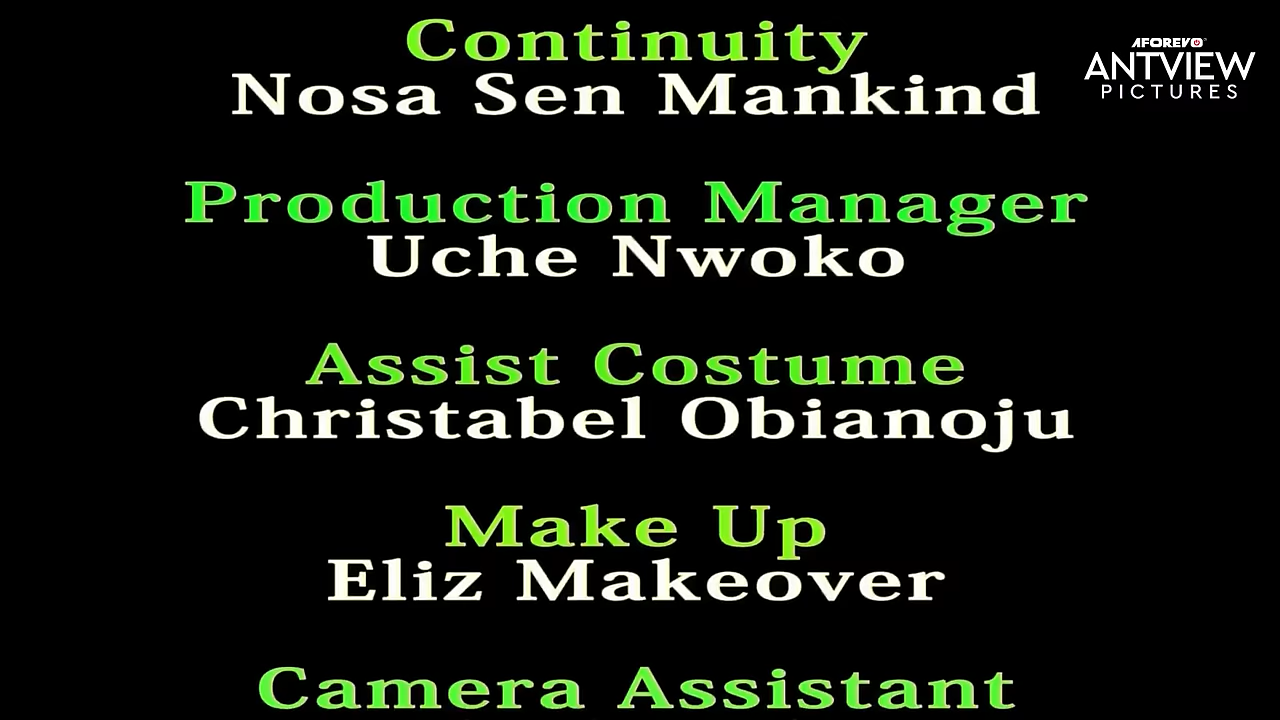 Continuity
Nosa Sen Mankind
AFOREVO
ANTVIEW
PICTURES
Production Manager
Uche Nwoko
Assist Costume
Christabel Obianoju
Make Up
Eliz Makeover
Camera Assistant